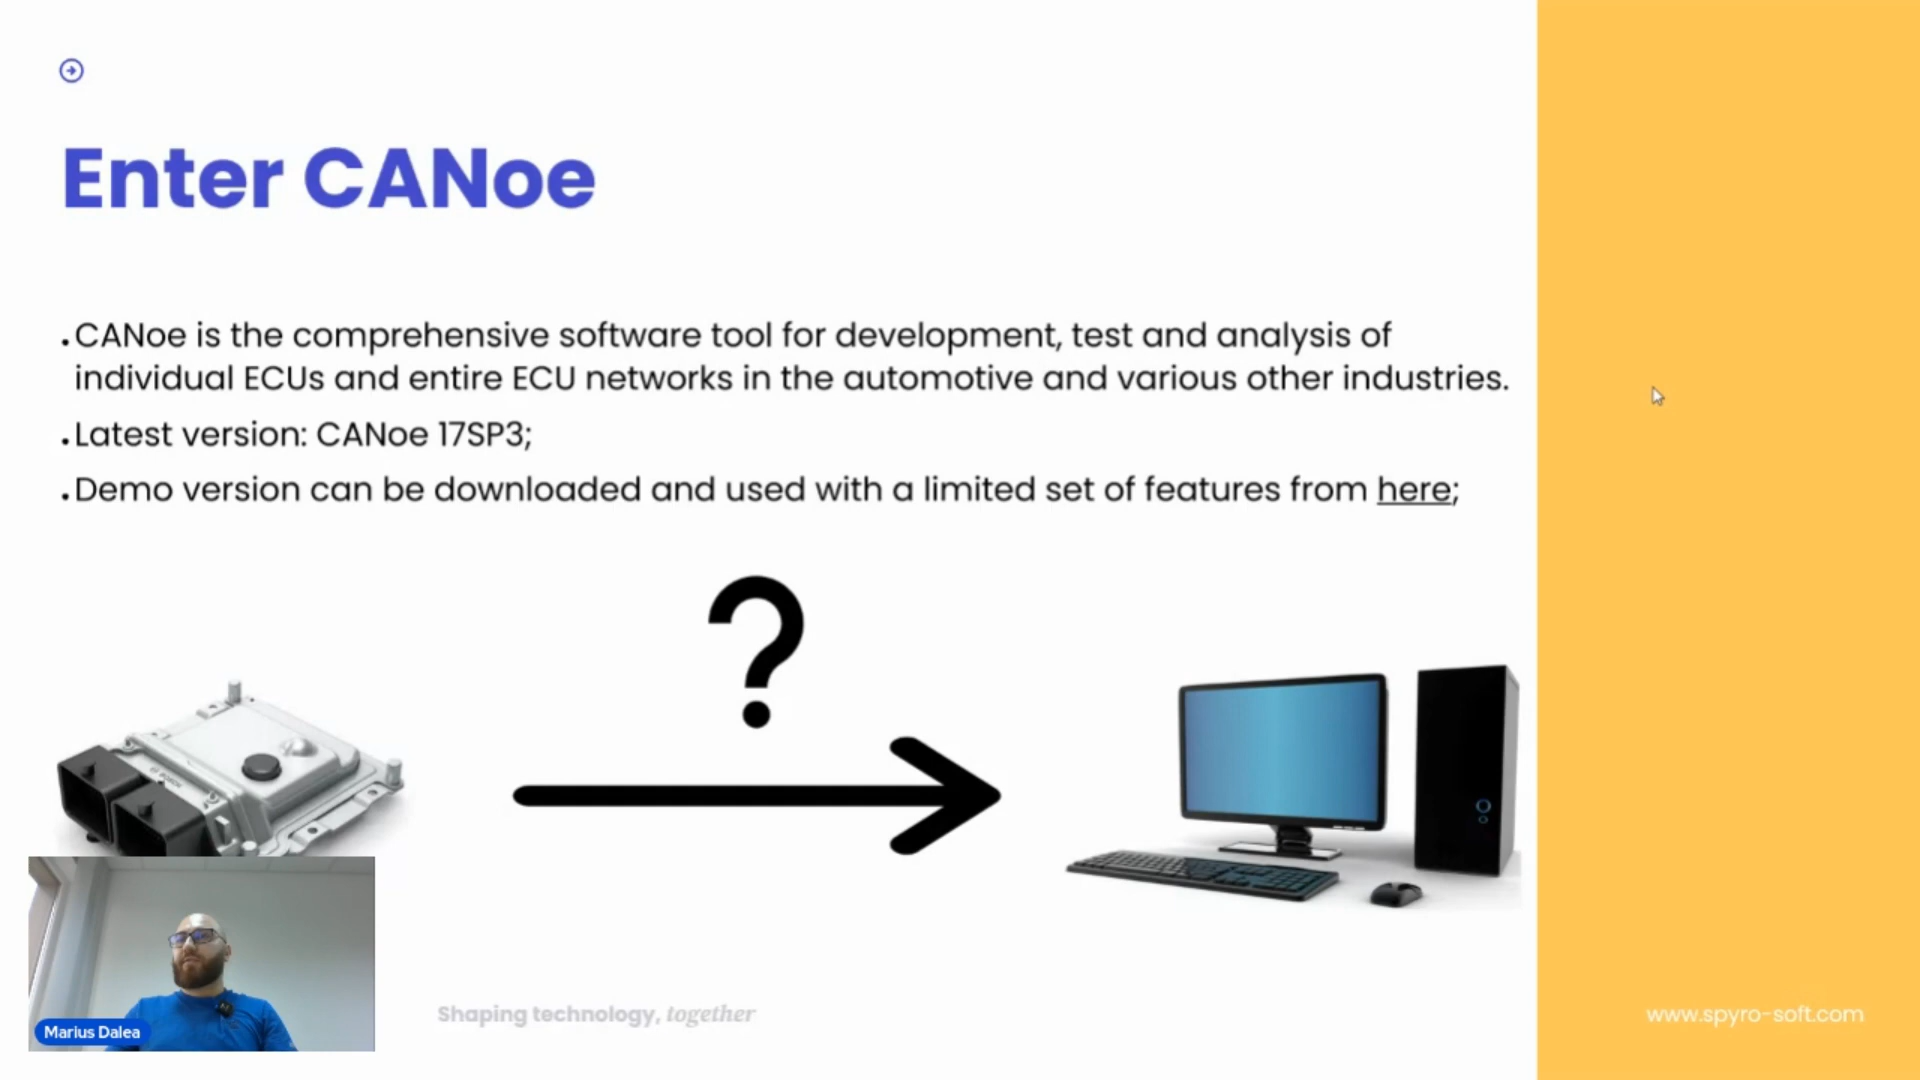 Enter CANoe
. CANoe is the comprehensive software tool for development, test and analysis of
individual ECUs and entire ECU networks in the automotive and various other industries.
. Latest version: CANoe 17SP3;
. Demo version can be downloaded and used with a limited set of features from here;
?
BOSCH
Marius Dalea
Shaping technology, together
www.spyro-soft.com